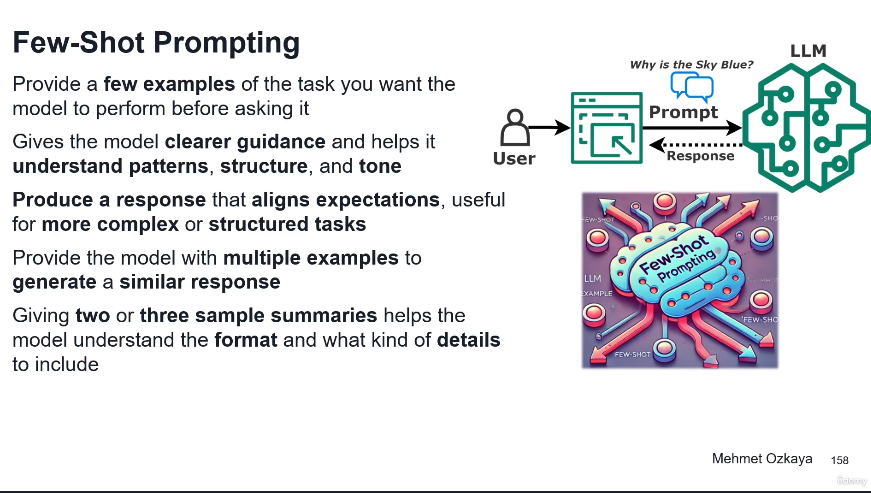 Few-Shot Prompting
Provide a few examples of the task you want the
model to perform before asking it
Gives the model clearer guidance and helps it
understand patterns, structure, and tone
Produce a response that aligns expectations, useful
for more complex or structured tasks
Provide the model with multiple examples to
generate a similar response
Giving two or three sample summaries helps the
model understand the format and what kind of details
to include
LLM
Why is the Sky Blue?
Prompt
User
Response
Few-Shot
Prompting
LLM
EXAMPLE
FEW-SHOT
Mehmet Ozkaya
158
Udemy